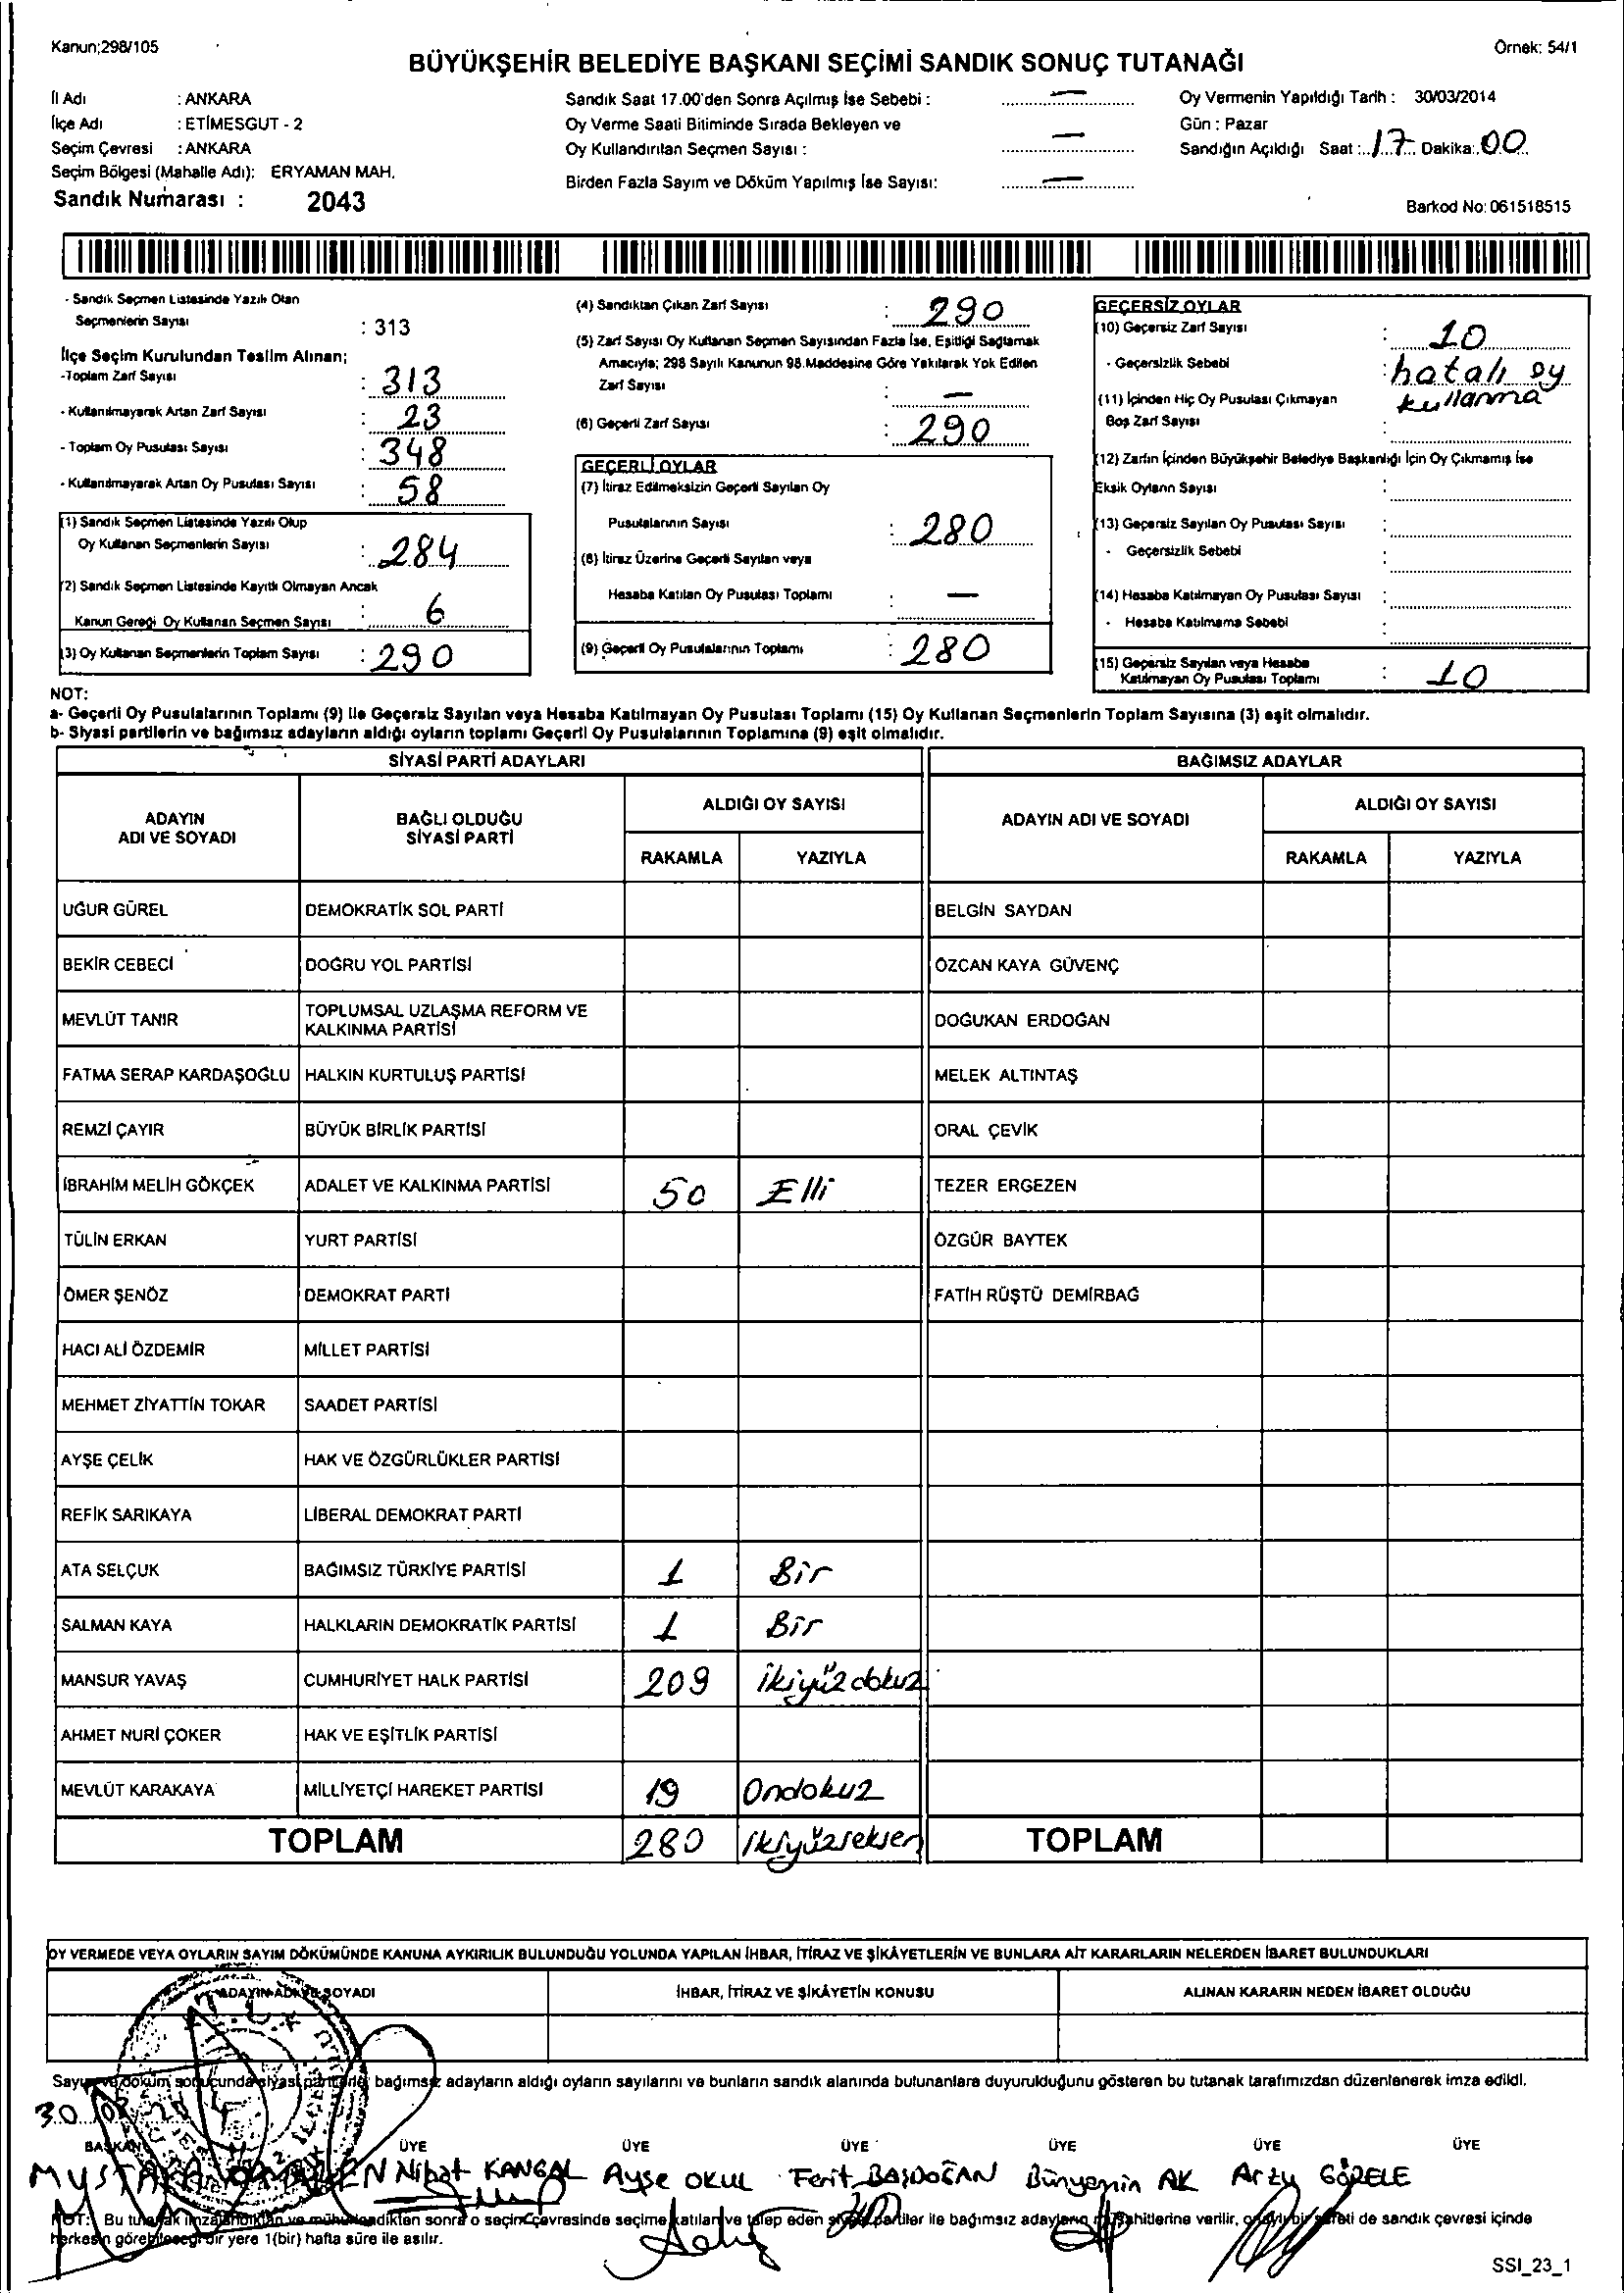 Kanun;298/105
Örnek: 54/1
BÜYÜKŞEHİR BELEDİYE BAŞKANI SEÇİMİ SANDIK SONUÇ TUTANAĞI
İl Adı : ANKARA
İlçe Adı : ETİMESGUT - 2
Seçim Çevresi : ANKARA
Seçim Bölgesi (Mahalle Adı): ERYAMAN MAH.
Sandık Numarası : 2043
Sandık Saat 17.00'den Sonra Açılmış İse Sebebi : —
Oy Verme Saati Bitiminde Sırada Bekleyen ve
Oy Kullandırılan Seçmen Sayısı : —
Birden Fazla Sayım ve Döküm Yapılmış İse Sayısı: —
Oy Vermenin Yapıldığı Tarih : 30/03/2014
Gün : Pazar
Sandığın Açıldığı Saat : 17 Dakika: 00
Barkod No: 061518515
- Sandık Seçmen Listesinde Yazılı Olan
Seçmenlerin Sayısı : 313
İlçe Seçim Kurulundan Teslim Alınan;
-Toplam Zarf Sayısı : 313
- Kullanılmayarak Artan Zarf Sayısı : 23
- Toplam Oy Pusulası Sayısı : 348
- Kullanılmayarak Artan Oy Pusulası Sayısı : 58
(1) Sandık Seçmen Listesinde Yazılı Olup
Oy Kullanan Seçmenlerin Sayısı : 284
(2) Sandık Seçmen Listesinde Kayıtlı Olmayan Ancak
Kanun Gereği Oy Kullanan Seçmen Sayısı : 6
(3) Oy Kullanan Seçmenlerin Toplam Sayısı : 290
(4) Sandıktan Çıkan Zarf Sayısı : 290
(5) Zarf Sayısı Oy Kullanan Seçmen Sayısından Fazla İse, Eşitliği Sağlamak
Amacıyla; 298 Sayılı Kanunun 98.Maddesine Göre Yakılarak Yok Edilen
Zarf Sayısı : —
(6) Geçerli Zarf Sayısı : 290
GEÇERLİ OYLAR
(7) İtiraz Edilmeksizin Geçerli Sayılan Oy
Pusulalarının Sayısı : 280
(8) İtiraz Üzerine Geçerli Sayılan veya
Hesaba Katılan Oy Pusulası Toplamı : —
(9) Geçerli Oy Pusulalarının Toplamı : 280
GEÇERSİZ OYLAR
(10) Geçersiz Zarf Sayısı : 10
- Geçersizlik Sebebi : hatalı oy
kullanma
(11) İçinden Hiç Oy Pusulası Çıkmayan
Boş Zarf Sayısı :
(12) Zarfın İçinden Büyükşehir Belediye Başkanlığı İçin Oy Çıkmamış İse
Eksik Oyların Sayısı :
(13) Geçersiz Sayılan Oy Pusulası Sayısı :
- Geçersizlik Sebebi :
(14) Hesaba Katılmayan Oy Pusulası Sayısı :
- Hesaba Katılmama Sebebi :
(15) Geçersiz Sayılan veya Hesaba
Katılmayan Oy Pusulası Toplamı : 10
NOT:
a- Geçerli Oy Pusulalarının Toplamı (9) ile Geçersiz Sayılan veya Hesaba Katılmayan Oy Pusulası Toplamı (15) Oy Kullanan Seçmenlerin Toplam Sayısına (3) eşit olmalıdır.
b- Siyasi partilerin ve bağımsız adayların aldığı oyların toplamı Geçerli Oy Pusulalarının Toplamına (9) eşit olmalıdır.
SİYASİ PARTİ ADAYLARI
BAĞIMSIZ ADAYLAR
ADAYIN
ADI VE SOYADI
BAĞLI OLDUĞU
SİYASİ PARTİ
ALDIĞI OY SAYISI
RAKAMLA YAZIYLA
ADAYIN ADI VE SOYADI
ALDIĞI OY SAYISI
RAKAMLA YAZIYLA
UĞUR GÜREL DEMOKRATİK SOL PARTİ BELGİN SAYDAN
BEKİR CEBECİ DOĞRU YOL PARTİSİ ÖZCAN KAYA GÜVENÇ
MEVLÜT TANIR TOPLUMSAL UZLAŞMA REFORM VE
KALKINMA PARTİSİ DOĞUKAN ERDOĞAN
FATMA SERAP KARDAŞOĞLU HALKIN KURTULUŞ PARTİSİ MELEK ALTINTAŞ
REMZİ ÇAYIR BÜYÜK BİRLİK PARTİSİ ORAL ÇEVİK
İBRAHİM MELİH GÖKÇEK ADALET VE KALKINMA PARTİSİ 50 Elli TEZER ERGEZEN
TÜLİN ERKAN YURT PARTİSİ ÖZGÜR BAYTEK
ÖMER ŞENÖZ DEMOKRAT PARTİ FATİH RÜŞTÜ DEMİRBAĞ
HACI ALİ ÖZDEMİR MİLLET PARTİSİ
MEHMET ZİYATTİN TOKAR SAADET PARTİSİ
AYŞE ÇELİK HAK VE ÖZGÜRLÜKLER PARTİSİ
REFİK SARIKAYA LİBERAL DEMOKRAT PARTİ
ATA SELÇUK BAĞIMSIZ TÜRKİYE PARTİSİ 1 Bir
SALMAN KAYA HALKLARIN DEMOKRATİK PARTİSİ 1 Bir
MANSUR YAVAŞ CUMHURİYET HALK PARTİSİ 209 ikiyüzdokuz
AHMET NURİ ÇOKER HAK VE EŞİTLİK PARTİSİ
MEVLÜT KARAKAYA MİLLİYETÇİ HAREKET PARTİSİ 19 Ondokuz
TOPLAM 280 ikiyüzseksen TOPLAM
OY VERMEDE VEYA OYLARIN SAYIM DÖKÜMÜNDE KANUNA AYKIRILIK BULUNDUĞU YOLUNDA YAPILAN İHBAR, İTİRAZ VE ŞİKÂYETLERİN VE BUNLARA AİT KARARLARIN NELERDEN İBARET BULUNDUKLARI
ADAYIN ADI VE SOYADI İHBAR, İTİRAZ VE ŞİKÂYETİN KONUSU ALINAN KARARIN NEDEN İBARET OLDUĞU
Sayım ve döküm sonucunda siyasi partilerle bağımsız adayların aldığı oyların sayılarını ve bunların sandık alanında bulunanlara duyurulduğunu gösteren bu tutanak tarafımızdan düzenlenerek imza edildi.
30
BAŞKAN ÜYE ÜYE ÜYE ÜYE ÜYE ÜYE
MUSTAFA Nihat KANGAL Ayşe OKUL Ferit BAŞDOĞAN Bünyamin AK Arzu GÖRELE
NOT: Bu tutanak imzalandıktan ve mühürlendikten sonra o seçim çevresinde seçime katılan ve talep eden siyasi partiler ile bağımsız adayların müşahitlerine verilir, onaylı bir sureti de sandık çevresi içinde
herkesin görebileceği bir yere 1(bir) hafta süre ile asılır.
SSI_23_1